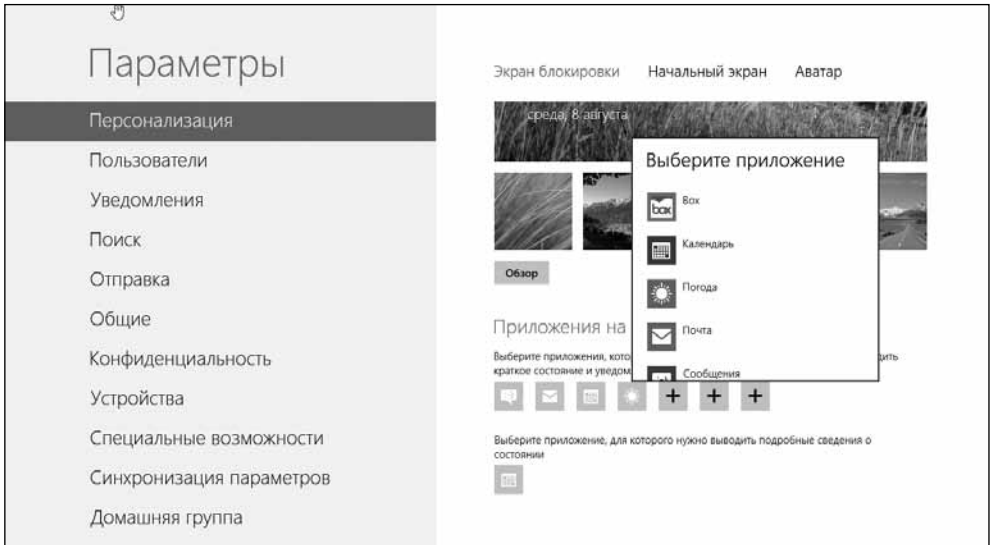 Параметры
Персонализация
Пользователи
Уведомления
Поиск
Отправка
Общие
Конфиденциальность
Устройства
Специальные возможности
Синхронизация параметров
Домашняя группа
Экран блокировки Начальный экран Аватар
среда, 8 августа
Выберите приложение
box Box
Календарь
Погода
Почта
Сообщения
Обзор
Приложения на
Выберите приложения, кото дить
краткое состояние и уведом
Выберите приложение, для которого нужно выводить подробные сведения о
состоянии